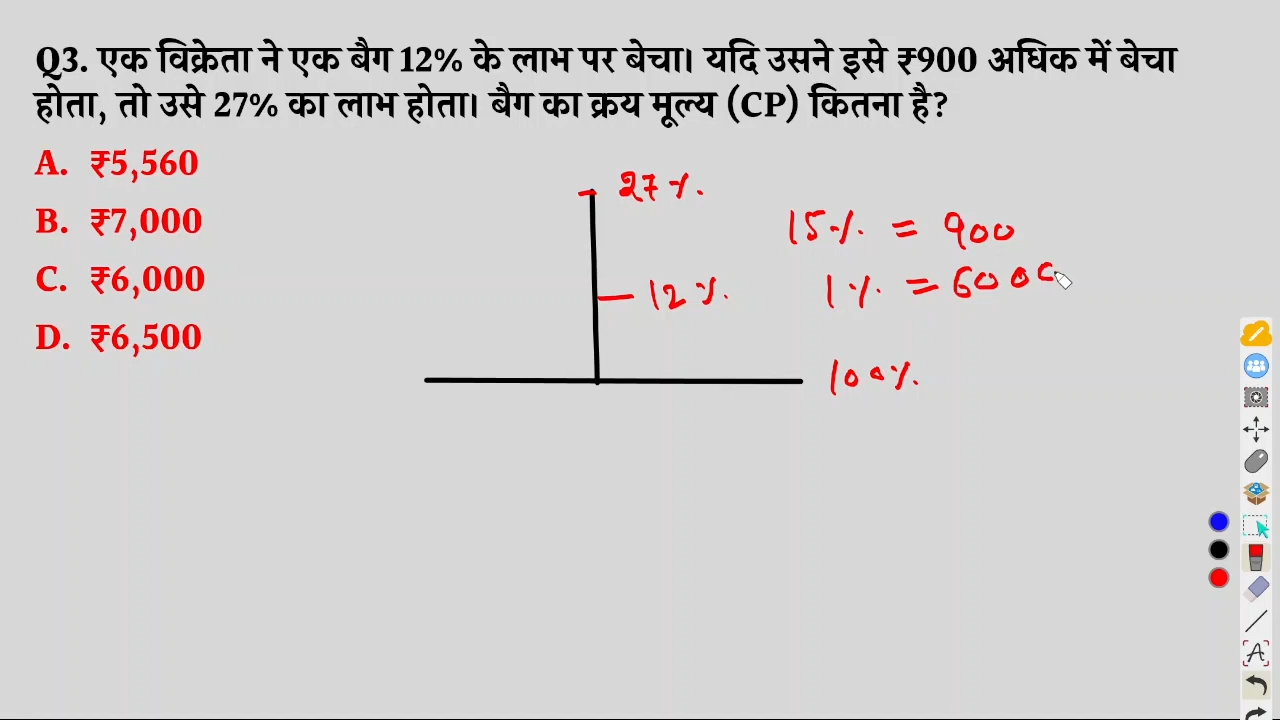 Q3. एक विक्रेता ने एक बैग 12% के लाभ पर बेचा। यदि उसने इसे ₹900 अधिक में बेचा
होता, तो उसे 27% का लाभ होता। बैग का क्रय मूल्य (CP) कितना है?
A. ₹5,560
B. ₹7,000
C. ₹6,000
D. ₹6,500
27%.
15% = 900
12%.
1% = 6000
100%.